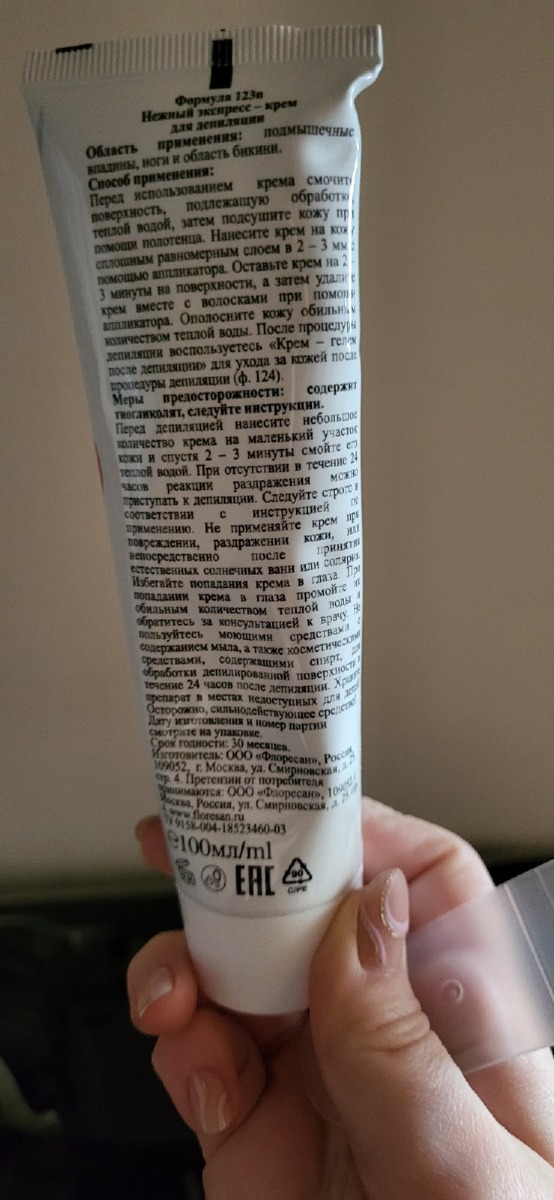 Формула 123п
Нежный экспресс – крем
для депиляции
Область применения: подмышечные
впадины, ноги и область бикини.
Способ применения:
Перед использованием крема смочите
поверхность, подлежащую обработке
теплой водой, затем подсушите кожу при
помощи полотенца. Нанесите крем на кожу
сплошным равномерным слоем в 2 – 3 мм с
помощью аппликатора. Оставьте крем на 2 –
3 минуты на поверхности, а затем удалите
крем вместе с волосками при помощи
аппликатора. Ополосните кожу обильным
количеством теплой воды. После процедуры
депиляции воспользуетесь «Крем – гелем
после депиляции» для ухода за кожей после
процедуры депиляции (ф. 124).
Меры предосторожности: содержит
тиогликолят, следуйте инструкции.
Перед депиляцией нанесите небольшое
количество крема на маленький участок
кожи и спустя 2 – 3 минуты смойте его
теплой водой. При отсутствии в течение 24
часов реакции раздражения можно
приступать к депиляции. Следуйте строго в
соответствии с инструкцией по
применению. Не применяйте крем при
повреждении, раздражении кожи, или
непосредственно после принятия
естественных солнечных ванн или солярия.
Избегайте попадания крема в глаза. При
попадании крема в глаза промойте их
обильным количеством теплой воды и
обратитесь за консультацией к врачу. Не
пользуйтесь моющими средствами с
содержанием мыла, а также косметическими
средствами, содержащими спирт, для
обработки депилированной поверхности в
течение 24 часов после депиляции. Хранить
препарат в местах недоступных для детей
Осторожно, сильнодействующее средство!
Дату изготовления и номер партии
смотрите на упаковке.
Срок годности: 30 месяцев.
Изготовитель: ООО «Флоресан», Россия,
109052, г. Москва, ул. Смирновская, д. 25
стр. 4. Претензии от потребителя
принимаются: ООО «Флоресан», 109052, г.
Москва, Россия, ул. Смирновская, д. 25,
www.floresan.ru
ТУ 9158-004-18523460-03
℮100мл/ml
EAC 90
C/PE